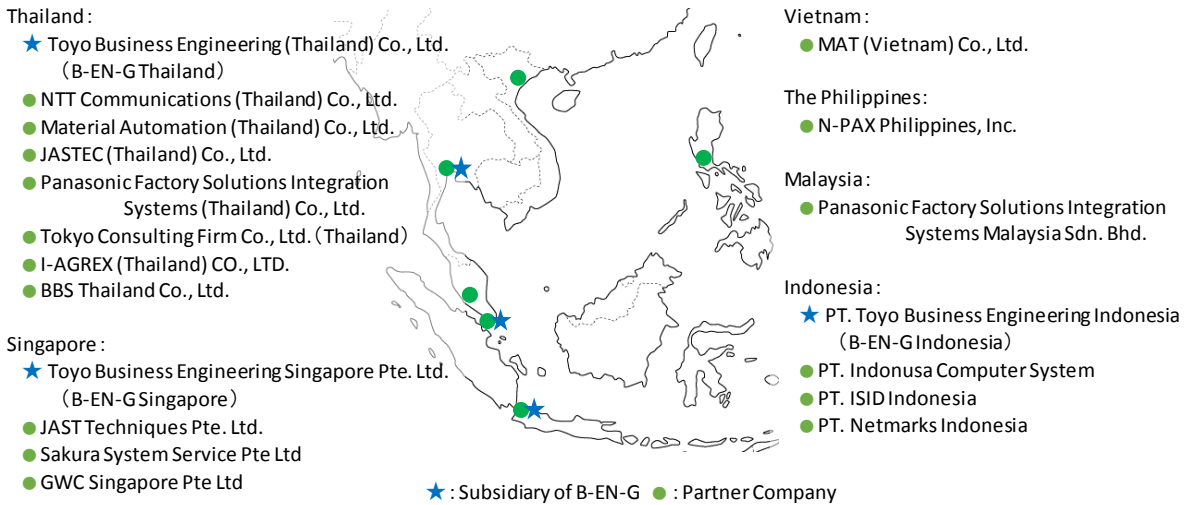 Thailand:
★ Toyo Business Engineering (Thailand) Co., Ltd.
（B-EN-G Thailand）
● NTT Communications (Thailand) Co., Ltd.
● Material Automation (Thailand) Co., Ltd.
● JASTEC (Thailand) Co., Ltd.
● Panasonic Factory Solutions Integration
Systems (Thailand) Co., Ltd.
● Tokyo Consulting Firm Co., Ltd.（Thailand）
● I-AGREX (Thailand) CO., LTD.
● BBS Thailand Co., Ltd.
Singapore:
★ Toyo Business Engineering Singapore Pte. Ltd.
（B-EN-G Singapore）
● JAST Techniques Pte. Ltd.
● Sakura System Service Pte Ltd
● GWC Singapore Pte Ltd
Vietnam:
● MAT (Vietnam) Co., Ltd.
The Philippines:
● N-PAX Philippines, Inc.
Malaysia:
● Panasonic Factory Solutions Integration
Systems Malaysia Sdn. Bhd.
Indonesia:
★ PT. Toyo Business Engineering Indonesia
（B-EN-G Indonesia）
● PT. Indonusa Computer System
● PT. ISID Indonesia
● PT. Netmarks Indonesia
★ : Subsidiary of B-EN-G ● : Partner Company